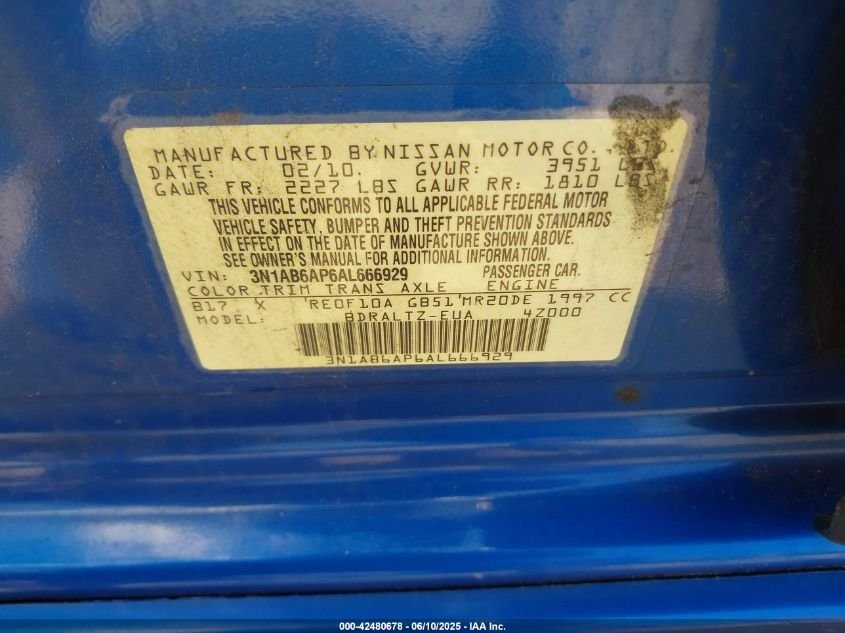 MANUFACTURED BY NISSAN MOTOR CO., LTD.
DATE: 02/10. GVWR: 3951 LBS
GAWR FR: 2227 LBS GAWR RR: 1810 LBS
THIS VEHICLE CONFORMS TO ALL APPLICABLE FEDERAL MOTOR
VEHICLE SAFETY, BUMPER AND THEFT PREVENTION STANDARDS
IN EFFECT ON THE DATE OF MANUFACTURE SHOWN ABOVE.
SEE OWNER'S MANUAL FOR ADDITIONAL INFORMATION.
VIN: 3N1AB6AP6AL666929 PASSENGER CAR.
COLOR TRIM TRANS AXLE ENGINE
B17 X RE0F10A GB51 MR20DE 1997 CC
MODEL: BDRALTZ-EUA 4Z000
3N1AB6AP6AL666929
000-42480678 - 06/10/2025 - IAA Inc.